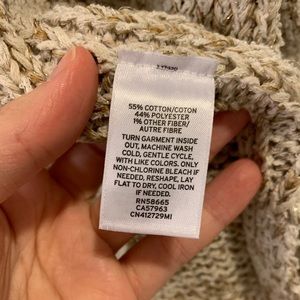 55% COTTON/COTON
44% POLYESTER
1% OTHER FIBER/
AUTRE FIBRE
TURN GARMENT INSIDE
OUT, MACHINE WASH
COLD, GENTLE CYCLE,
WITH LIKE COLORS. ONLY
NON-CHLORINE BLEACH IF
NEEDED, RESHAPE, LAY
FLAT TO DRY, COOL IRON
IF NEEDED.
RN58665
CA57963
CN412729MI